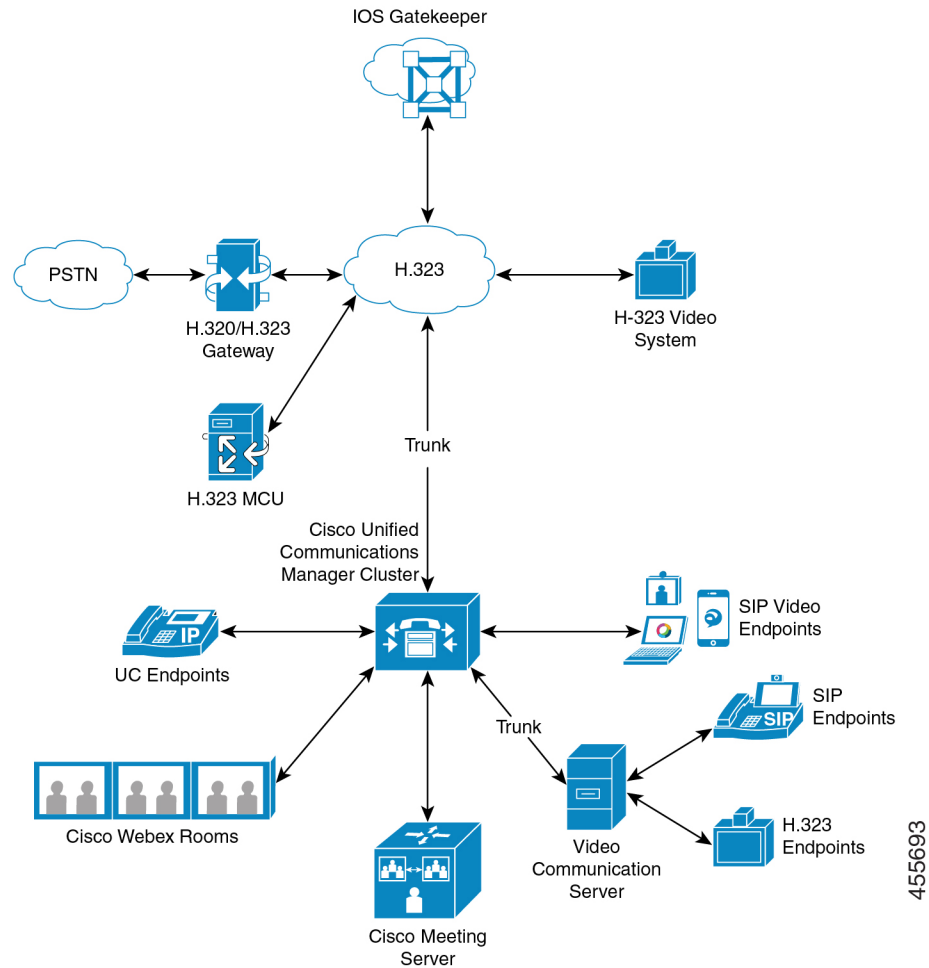 IOS Gatekeeper
PSTN
H.323
H.320/H.323
Gateway
H-323 Video
System
H.323 MCU
Trunk
Cisco Unified
Communications
Manager Cluster
IP
UC Endpoints
SIP Video
Endpoints
Trunk
SIP
SIP
Endpoints
Cisco Webex Rooms
Video
Communication
Server
H.323
Endpoints
Cisco Meeting
Server
455693